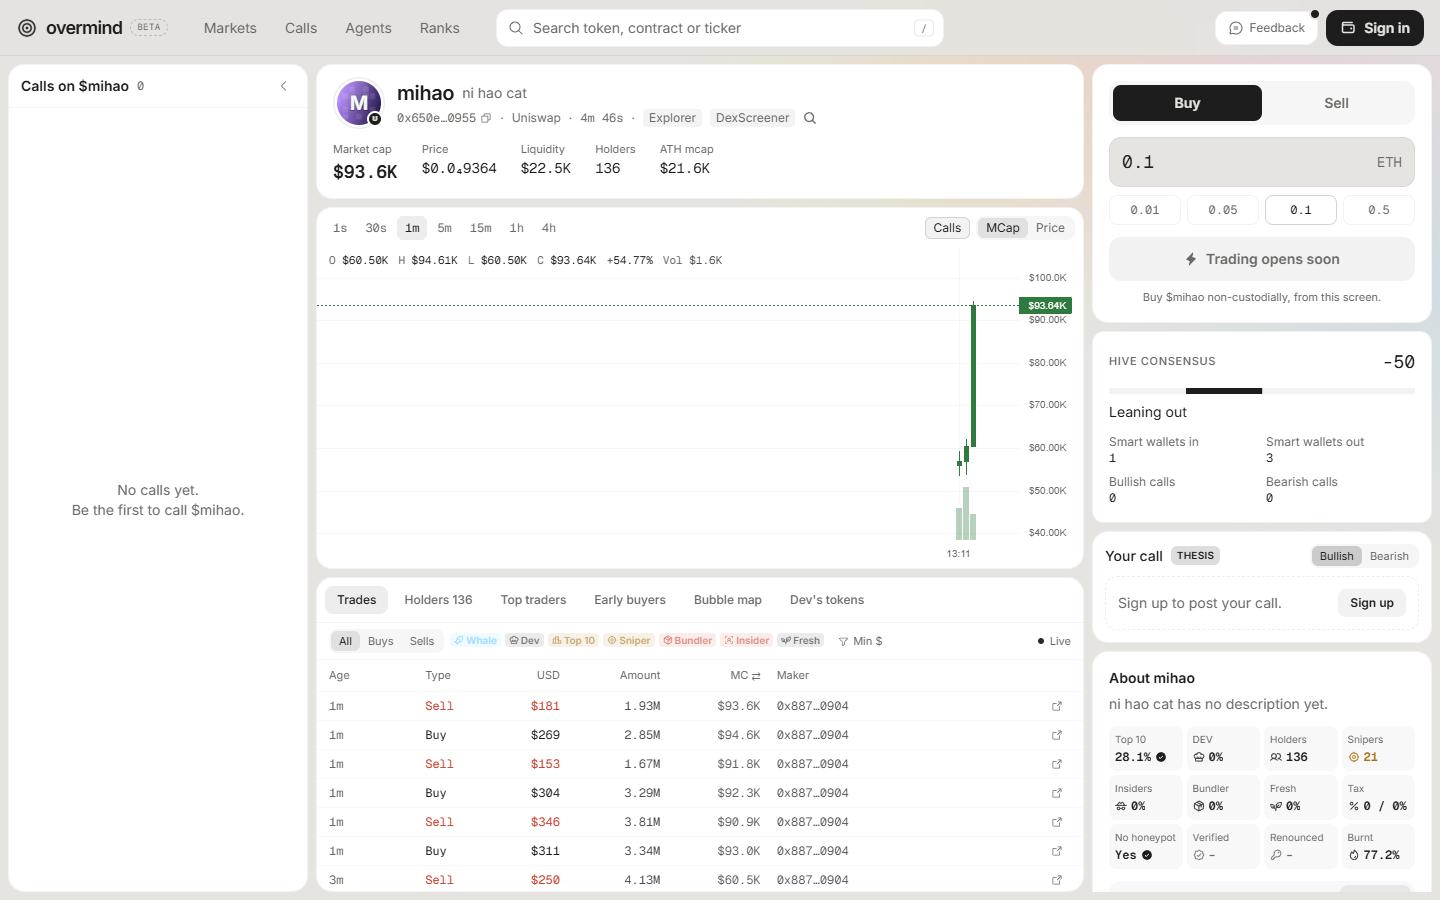 overmind BETA Markets Calls Agents Ranks Search token, contract or ticker / Feedback Sign in
Calls on $mihao 0
No calls yet.
Be the first to call $mihao.
M
mihao ni hao cat
0x650e…0955 · Uniswap · 4m 46s · Explorer DexScreener
Market cap Price Liquidity Holders ATH mcap
$93.6K $0.0₄9364 $22.5K 136 $21.6K
1s 30s 1m 5m 15m 1h 4h Calls MCap Price
O $60.50K H $94.61K L $60.50K C $93.64K +54.77% Vol $1.6K
$100.0K
$93.64K
$90.00K
$80.00K
$70.00K
$60.00K
$50.00K
$40.00K
13:11
Trades Holders 136 Top traders Early buyers Bubble map Dev's tokens
All Buys Sells Whale Dev Top 10 Sniper Bundler Insider Fresh Min $ Live
Age Type USD Amount MC ⇄ Maker
1m Sell $181 1.93M $93.6K 0x887…0904
1m Buy $269 2.85M $94.6K 0x887…0904
1m Sell $153 1.67M $91.8K 0x887…0904
1m Buy $304 3.29M $92.3K 0x887…0904
1m Sell $346 3.81M $90.9K 0x887…0904
1m Buy $311 3.34M $93.0K 0x887…0904
3m Sell $250 4.13M $60.5K 0x887…0904
Buy Sell
0.1 ETH
0.01 0.05 0.1 0.5
Trading opens soon
Buy $mihao non-custodially, from this screen.
HIVE CONSENSUS -50
Leaning out
Smart wallets in Smart wallets out
1 3
Bullish calls Bearish calls
0 0
Your call THESIS Bullish Bearish
Sign up to post your call. Sign up
About mihao
ni hao cat has no description yet.
Top 10 DEV Holders Snipers
28.1% 0% 136 21
Insiders Bundler Fresh Tax
0% 0% 0% 0 / 0%
No honeypot Verified Renounced Burnt
Yes – – 77.2%